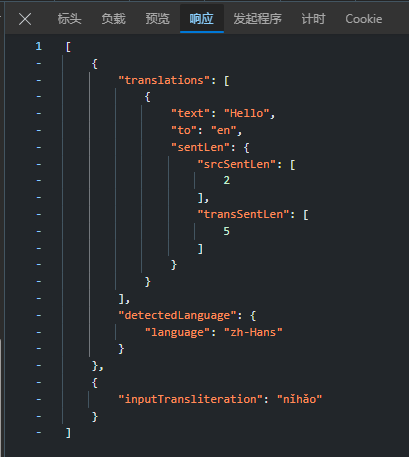 标头 负载 预览 响应 发起程序 计时 Cookie
1 [
- {
- "translations": [
- {
- "text": "Hello",
- "to": "en",
- "sentLen": {
- "srcSentLen": [
- 2
- ],
- "transSentLen": [
- 5
- ]
- }
- }
- ],
- "detectedLanguage": {
- "language": "zh-Hans"
- }
- },
- {
- "inputTransliteration": "nǐhǎo"
- }
- ]